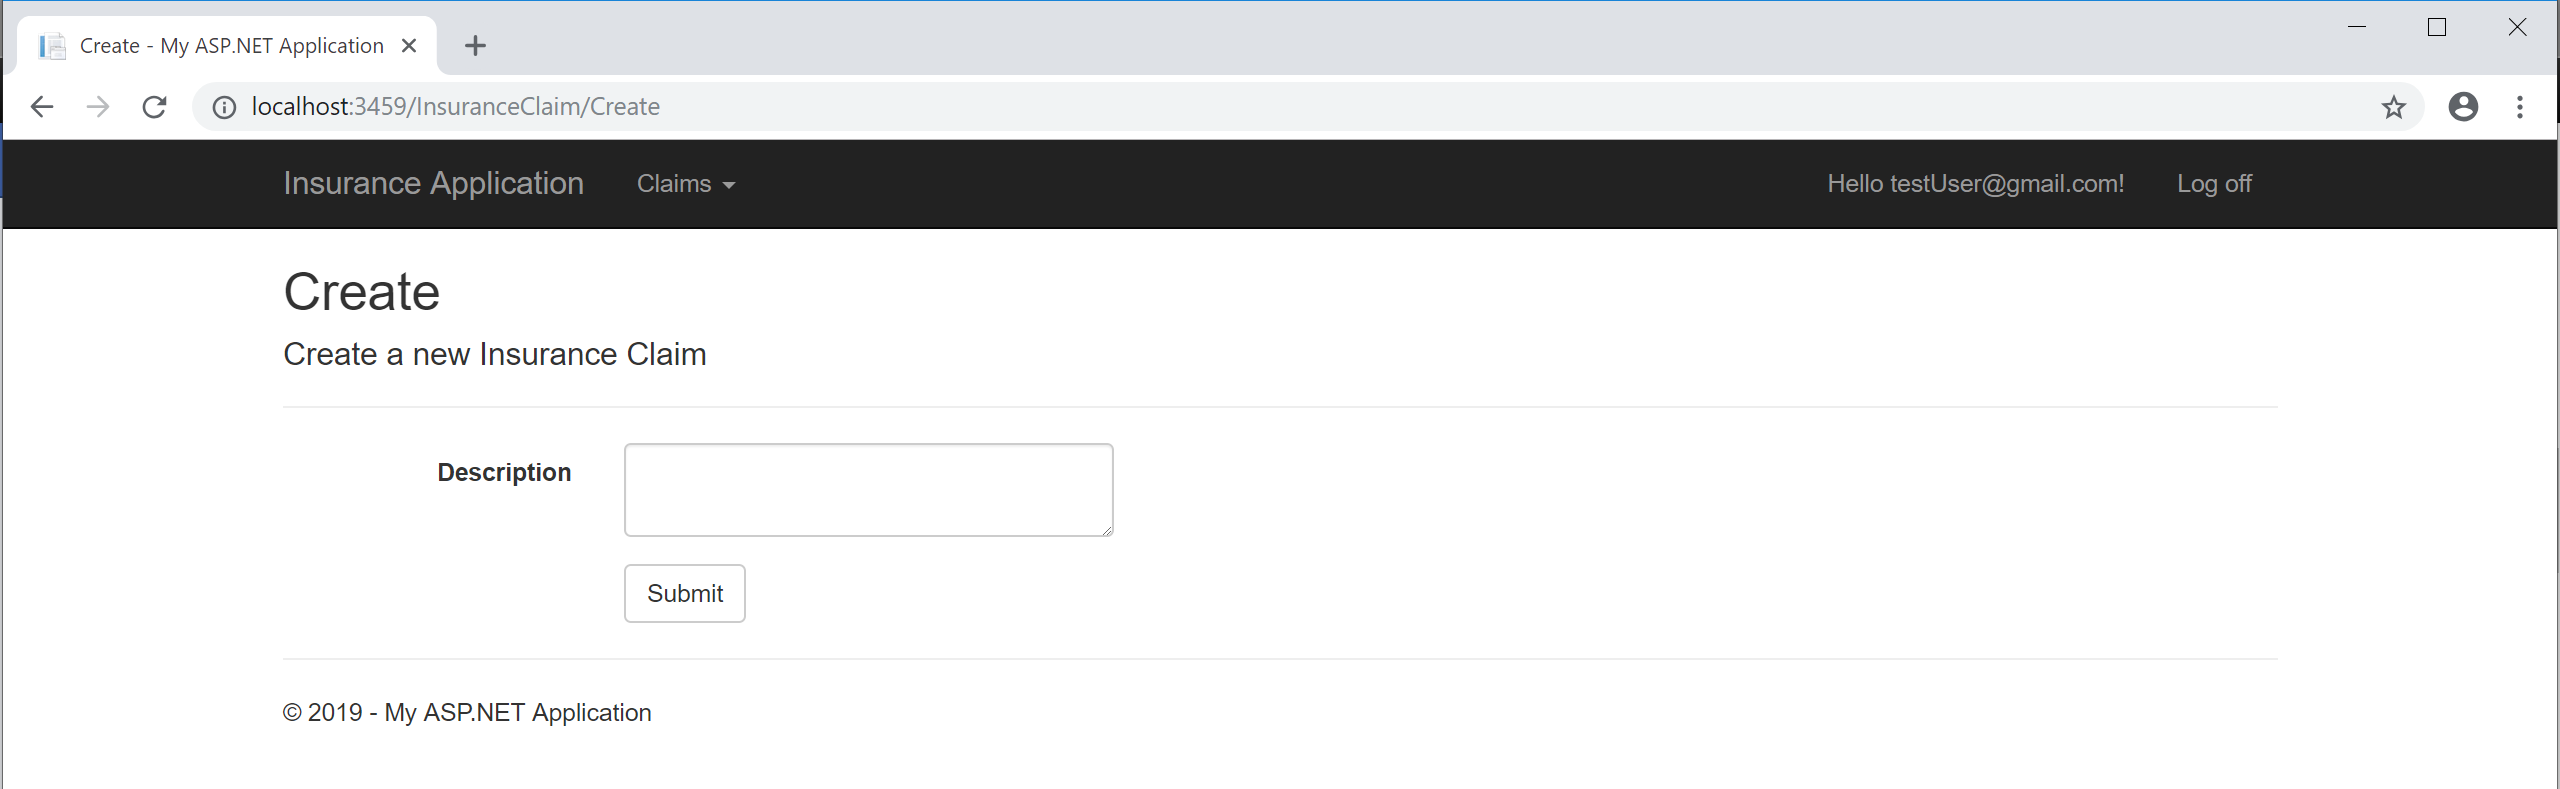 Create - My ASP.NET Application
localhost:3459/InsuranceClaim/Create
Insurance Application Claims Hello testUser@gmail.com! Log off
Create
Create a new Insurance Claim
Description
Submit
© 2019 - My ASP.NET Application